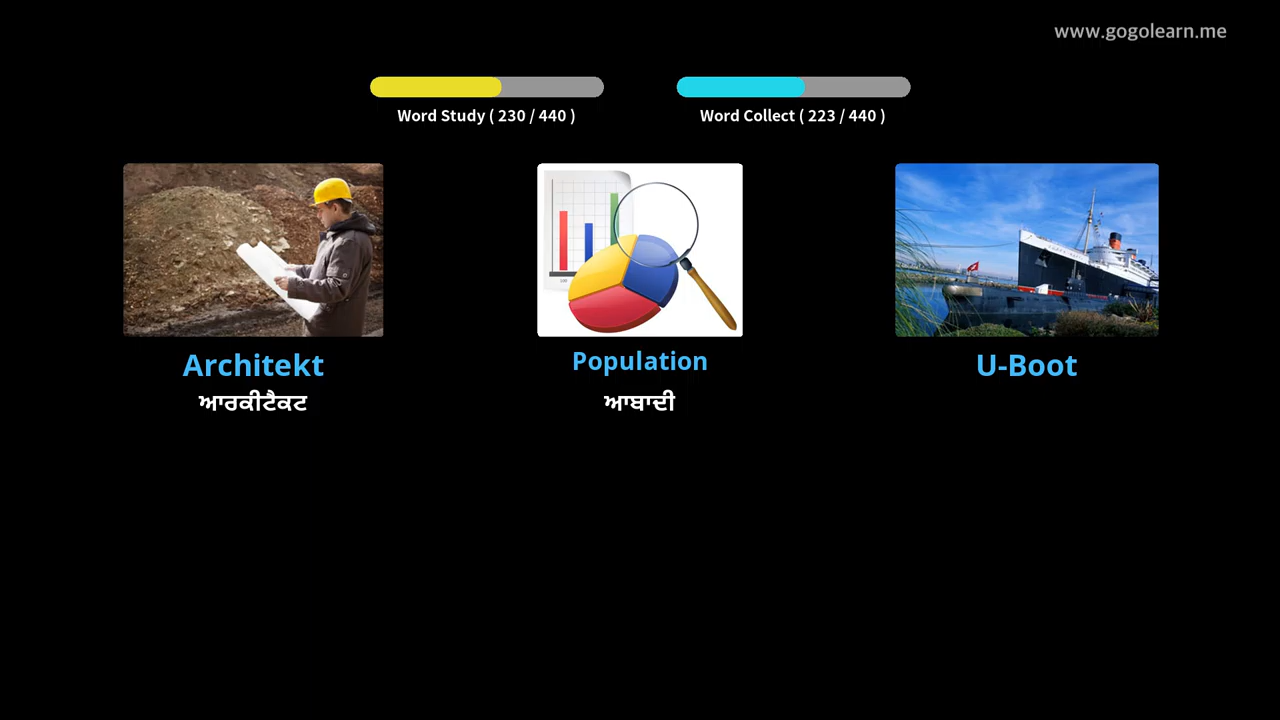 www.gogolearn.me
Word Study ( 230 / 440 )
Word Collect ( 223 / 440 )
Architekt
Population
U-Boot
ਆਰਕੀਟੈਕਟ
ਆਬਾਦੀ